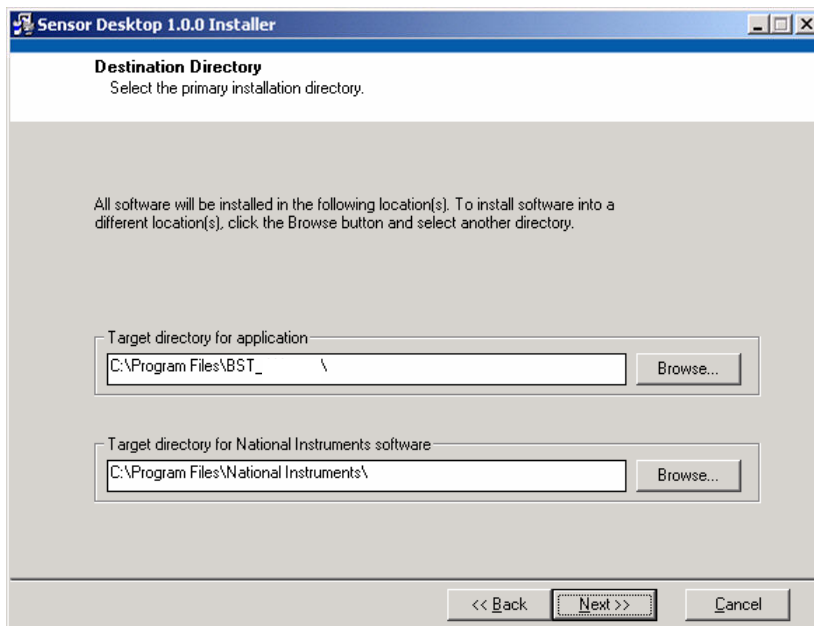 Sensor Desktop 1.0.0 Installer
Destination Directory
Select the primary installation directory.
All software will be installed in the following location(s). To install software into a
different location(s), click the Browse button and select another directory.
Target directory for application
C:\Program Files\BST_ \
Browse...
Target directory for National Instruments software
C:\Program Files\National Instruments\
Browse...
<< Back
Next >>
Cancel